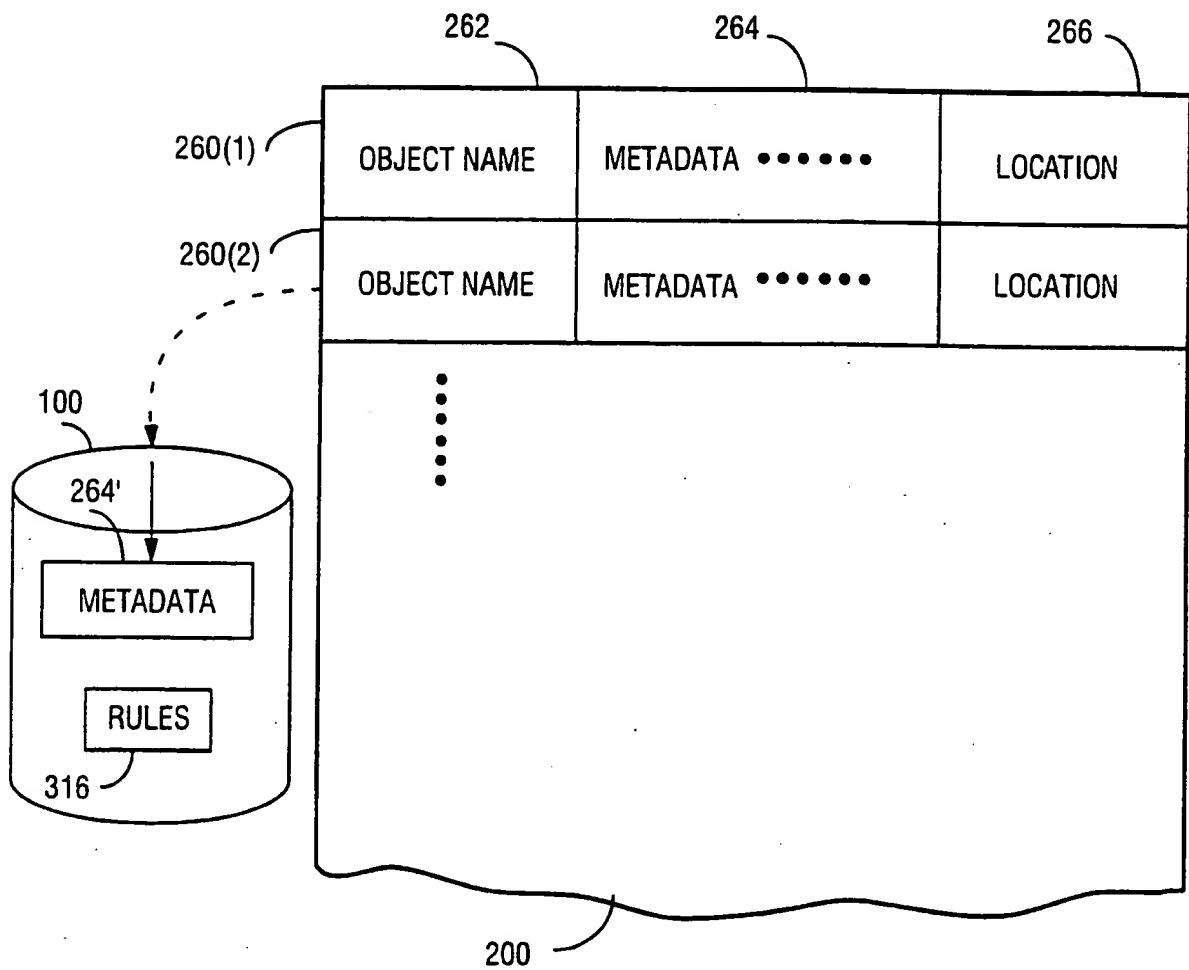 262 264 266
260(1) OBJECT NAME METADATA •••••• LOCATION
260(2) OBJECT NAME METADATA •••••• LOCATION
100
264'
METADATA
RULES
316
200